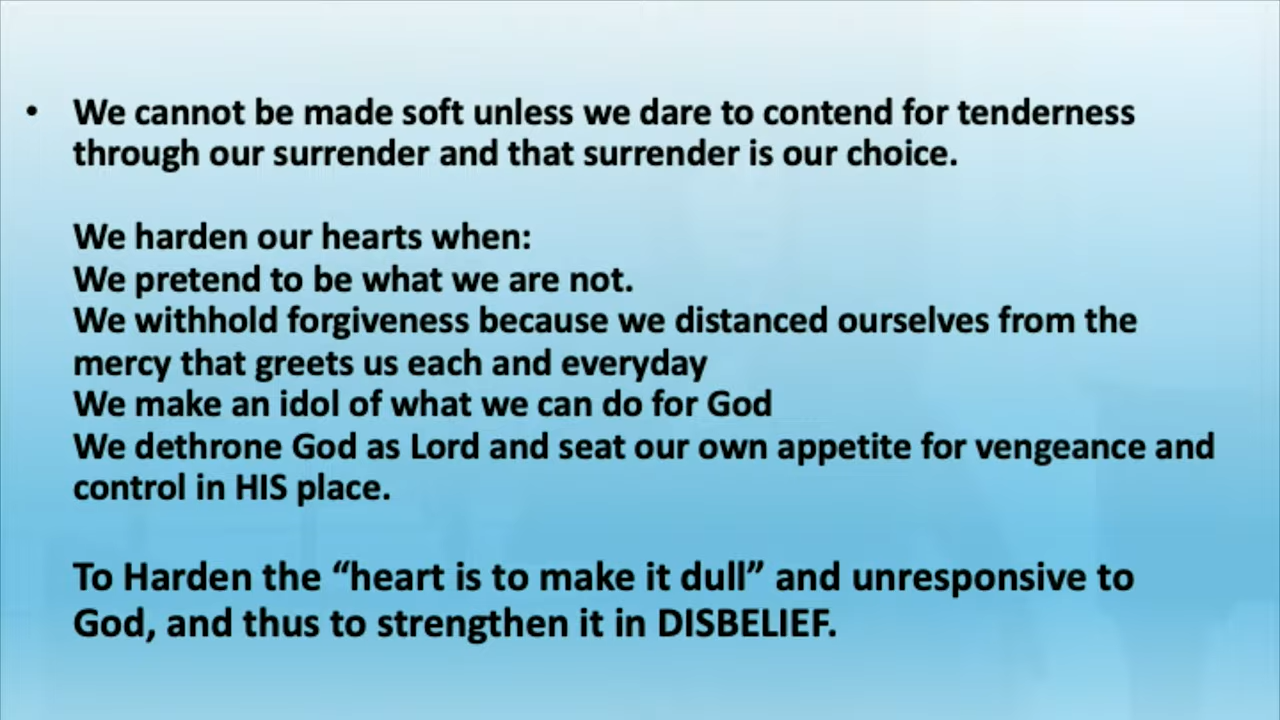 • We cannot be made soft unless we dare to contend for tenderness
through our surrender and that surrender is our choice.
We harden our hearts when:
We pretend to be what we are not.
We withhold forgiveness because we distanced ourselves from the
mercy that greets us each and everyday
We make an idol of what we can do for God
We dethrone God as Lord and seat our own appetite for vengeance and
control in HIS place.
To Harden the “heart is to make it dull” and unresponsive to
God, and thus to strengthen it in DISBELIEF.